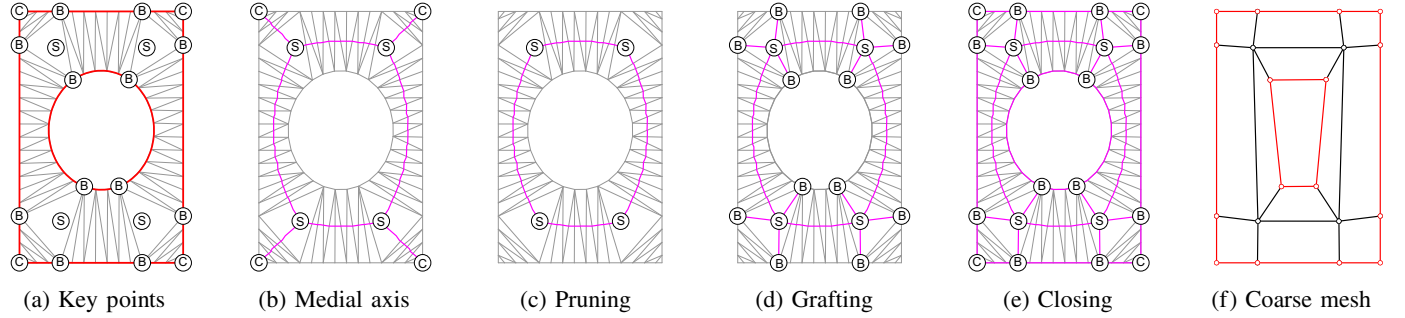 C B B C
B S S B
B B
B B
B S S B
C B B C
(a) Key points
C C
S S
S S
C C
(b) Medial axis
S S
S S
(c) Pruning
B B
B S S B
B B
B B
B S S B
B B
(d) Grafting
C B B C
B S S B
B B
B B
B S S B
C B B C
(e) Closing
(f) Coarse mesh